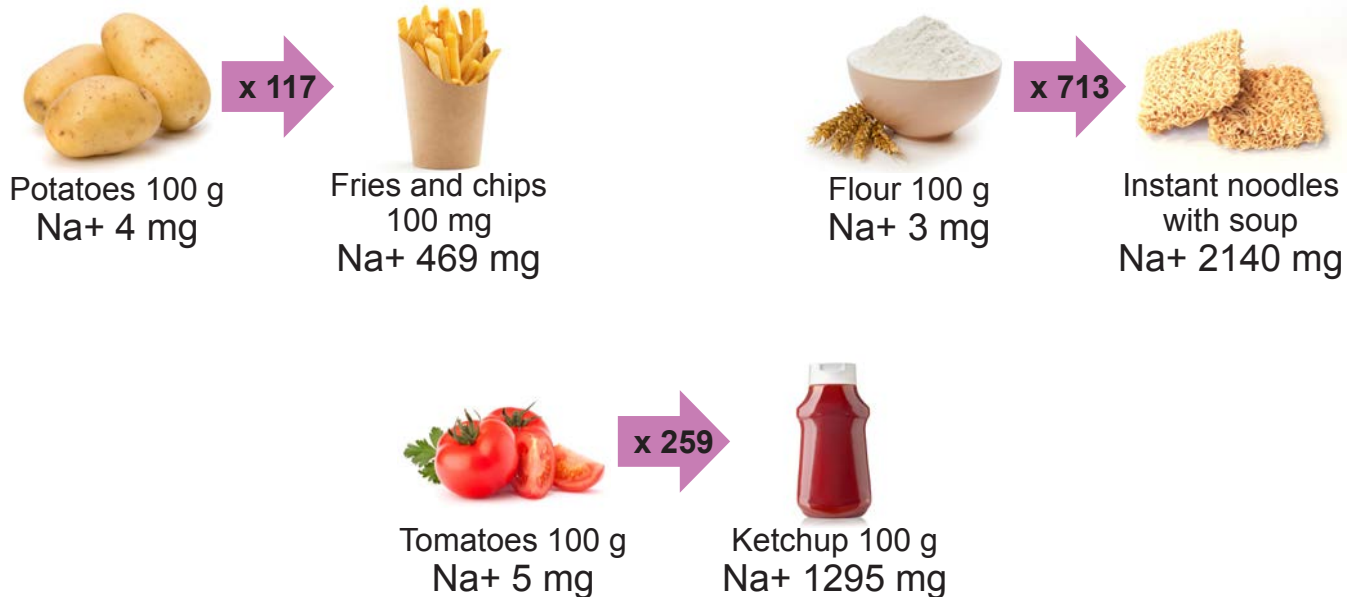 x 117
Potatoes 100 g
Na+ 4 mg
Fries and chips
100 mg
Na+ 469 mg
x 713
Flour 100 g
Na+ 3 mg
Instant noodles
with soup
Na+ 2140 mg
x 259
Tomatoes 100 g
Na+ 5 mg
Ketchup 100 g
Na+ 1295 mg